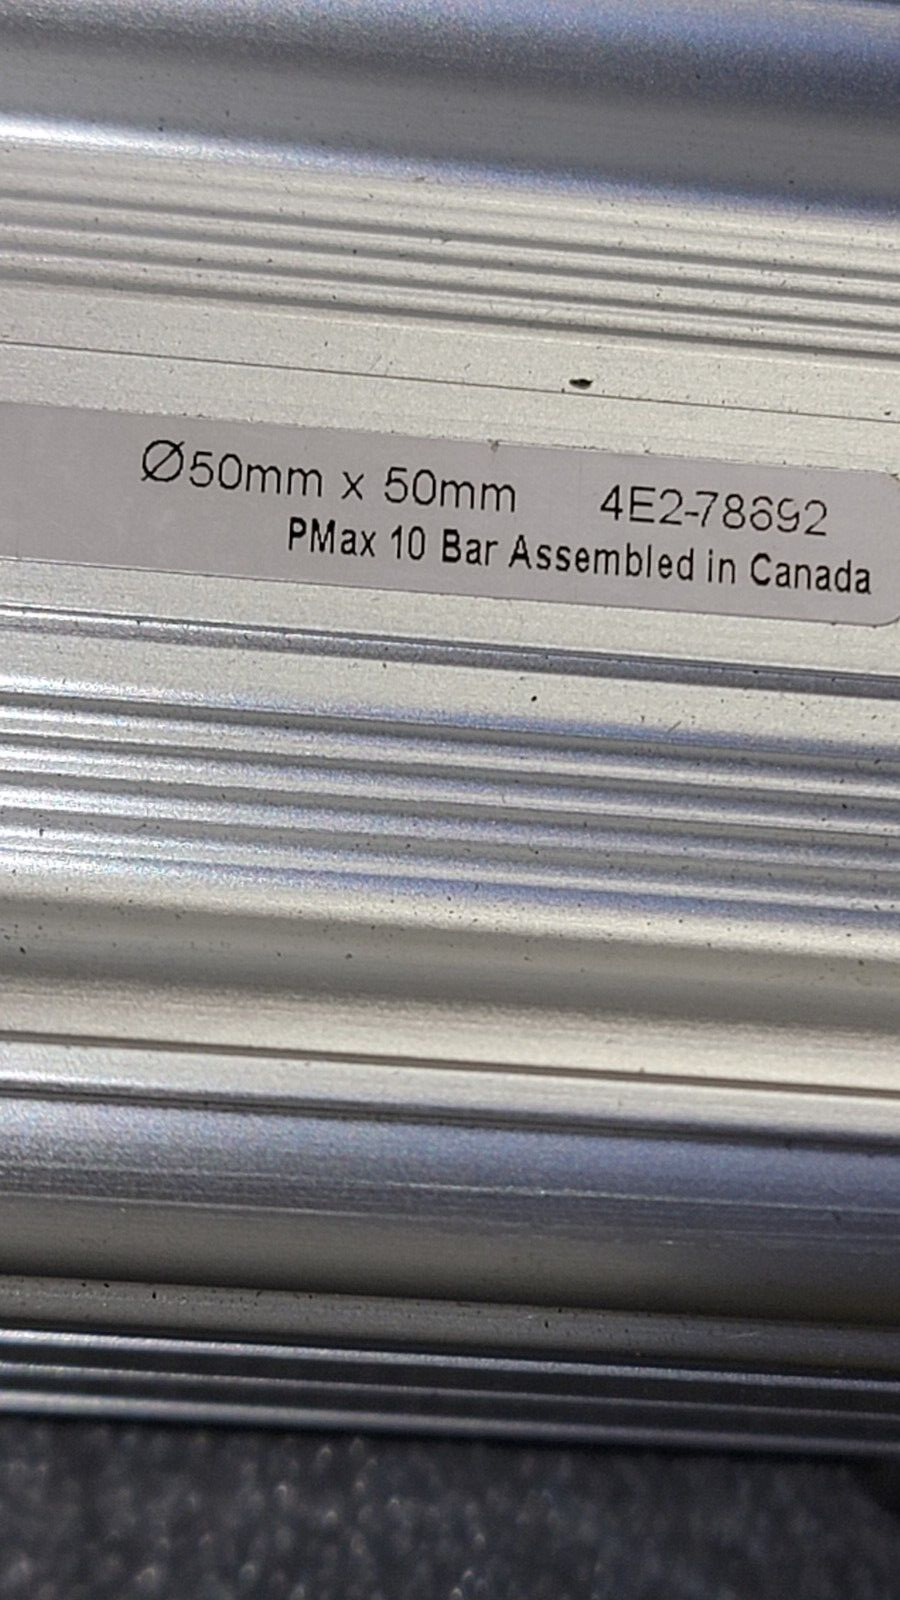 Ø50mm x 50mm 4E2-78692
PMax 10 Bar Assembled in Canada